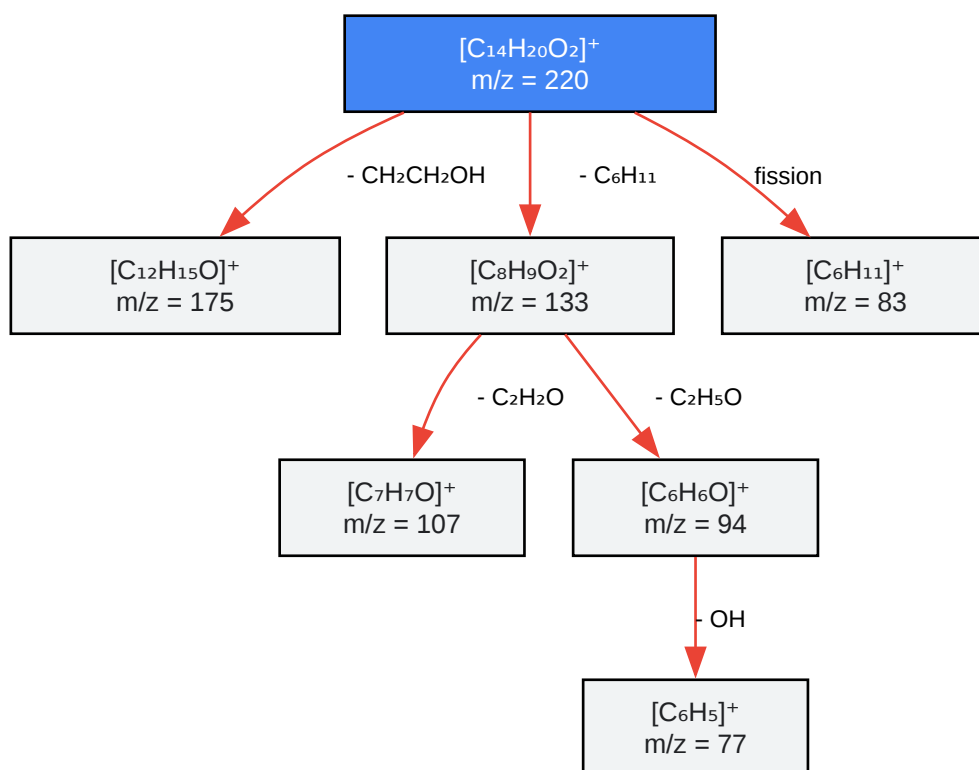 [C₁₄H₂₀O₂]⁺
m/z = 220
- CH₂CH₂OH
- C₆H₁₁
fission
[C₁₂H₁₅O]⁺
m/z = 175
[C₈H₉O₂]⁺
m/z = 133
[C₆H₁₁]⁺
m/z = 83
- C₂H₂O
- C₂H₅O
[C₇H₇O]⁺
m/z = 107
[C₆H₆O]⁺
m/z = 94
- OH
[C₆H₅]⁺
m/z = 77